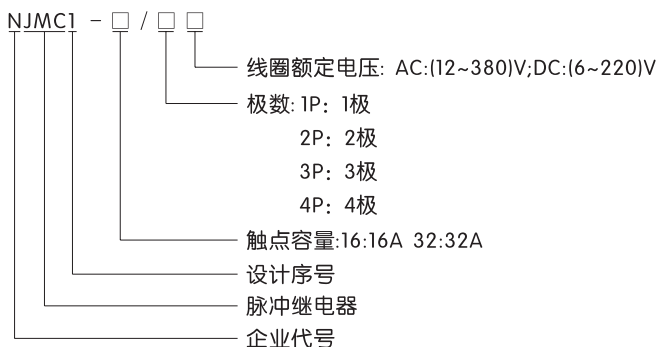 NJMC1 - □ / □ □
线圈额定电压: AC:(12~380)V;DC:(6~220)V
极数: 1P: 1极
2P: 2极
3P: 3极
4P: 4极
触点容量:16:16A 32:32A
设计序号
脉冲继电器
企业代号